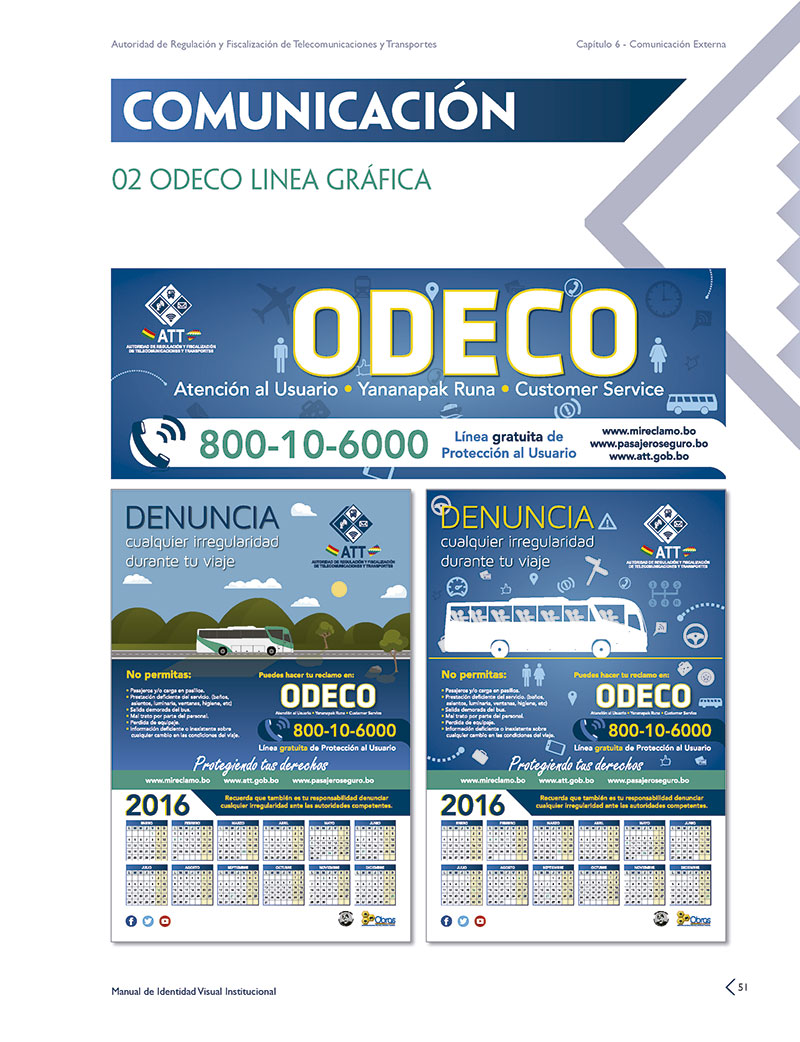 Autoridad de Regulación y Fiscalización de Telecomunicaciones y Transportes
Capítulo 6 - Comunicación Externa
COMUNICACIÓN
02 ODECO LINEA GRÁFICA
ATT
AUTORIDAD DE REGULACIÓN Y FISCALIZACIÓN
DE TELECOMUNICACIONES Y TRANSPORTES
ODECO
Atención al Usuario • Yananapak Runa • Customer Service
800-10-6000
Línea gratuita de
Protección al Usuario
www.mireclamo.bo
www.pasajeroseguro.bo
www.att.gob.bo
DENUNCIA
cualquier irregularidad
durante tu viaje
ATT
AUTORIDAD DE REGULACIÓN Y FISCALIZACIÓN
DE TELECOMUNICACIONES Y TRANSPORTES
No permitas:
• Pasajeros y/o carga en pasillos.
• Prestación deficiente del servicio. (baños,
asientos, luminaria, ventanas, higiene, etc)
• Salida demorada del bus.
• Mal trato por parte del personal.
• Perdida de equipaje.
• Información deficiente o inexistente sobre
cualquier cambio en las condiciones del viaje.
Puedes hacer tu reclamo en:
ODECO
Atención al Usuario • Yananapak Runa • Customer Service
800-10-6000
Línea gratuita de Protección al Usuario
Protegiendo tus derechos
www.mireclamo.bo www.att.gob.bo www.pasajeroseguro.bo
2016
Recuerda que también es tu responsabilidad denunciar
cualquier irregularidad ante las autoridades competentes.
ENERO FEBRERO MARZO ABRIL MAYO JUNIO
JULIO AGOSTO SEPTIEMBRE OCTUBRE NOVIEMBRE DICIEMBRE
Obras
DENUNCIA
cualquier irregularidad
durante tu viaje
ATT
AUTORIDAD DE REGULACIÓN Y FISCALIZACIÓN
DE TELECOMUNICACIONES Y TRANSPORTES
No permitas:
• Pasajeros y/o carga en pasillos.
• Prestación deficiente del servicio. (baños,
asientos, luminaria, ventanas, higiene, etc)
• Salida demorada del bus.
• Mal trato por parte del personal.
• Perdida de equipaje.
• Información deficiente o inexistente sobre
cualquier cambio en las condiciones del viaje.
Puedes hacer tu reclamo en:
ODECO
Atención al Usuario • Yananapak Runa • Customer Service
800-10-6000
Línea gratuita de Protección al Usuario
Protegiendo tus derechos
www.mireclamo.bo www.att.gob.bo www.pasajeroseguro.bo
2016
Recuerda que también es tu responsabilidad denunciar
cualquier irregularidad ante las autoridades competentes.
ENERO FEBRERO MARZO ABRIL MAYO JUNIO
JULIO AGOSTO SEPTIEMBRE OCTUBRE NOVIEMBRE DICIEMBRE
Obras
Manual de Identidad Visual Institucional
51